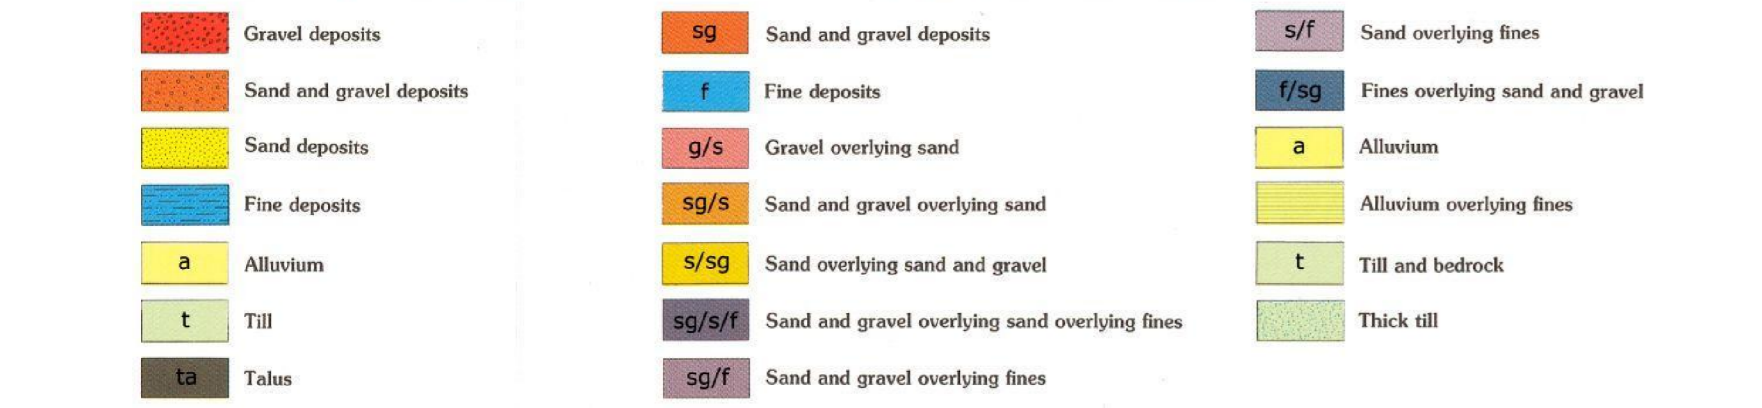 Gravel deposits
Sand and gravel deposits
Sand deposits
Fine deposits
a Alluvium
t Till
ta Talus
sg Sand and gravel deposits
f Fine deposits
g/s Gravel overlying sand
sg/s Sand and gravel overlying sand
s/sg Sand overlying sand and gravel
sg/s/f Sand and gravel overlying sand overlying fines
sg/f Sand and gravel overlying fines
s/f Sand overlying fines
f/sg Fines overlying sand and gravel
a Alluvium
Alluvium overlying fines
t Till and bedrock
Thick till